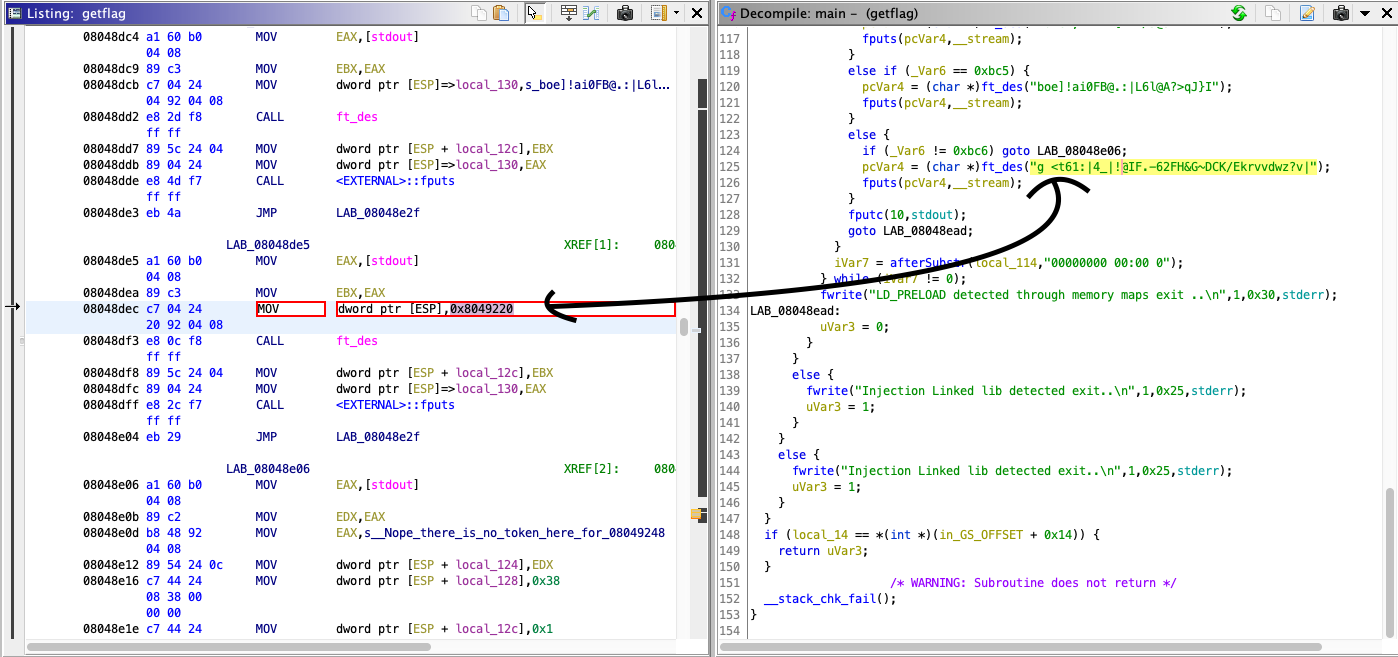 Listing: getflag
08048dc4 a1 60 b0 MOV EAX,[stdout]
04 08
08048dc9 89 c3 MOV EBX,EAX
08048dcb c7 04 24 MOV dword ptr [ESP]=>local_130,s_boe]!ai0FB@.:|L6l...
04 92 04 08
08048dd2 e8 2d f8 CALL ft_des
ff ff
08048dd7 89 5c 24 04 MOV dword ptr [ESP + local_12c],EBX
08048ddb 89 04 24 MOV dword ptr [ESP]=>local_130,EAX
08048dde e8 4d f7 CALL <EXTERNAL>::fputs
ff ff
08048de3 eb 4a JMP LAB_08048e2f
LAB_08048de5 XREF[1]: 080
08048de5 a1 60 b0 MOV EAX,[stdout]
04 08
08048dea 89 c3 MOV EBX,EAX
08048dec c7 04 24 MOV dword ptr [ESP],0x8049220
20 92 04 08
08048df3 e8 0c f8 CALL ft_des
ff ff
08048df8 89 5c 24 04 MOV dword ptr [ESP + local_12c],EBX
08048dfc 89 04 24 MOV dword ptr [ESP]=>local_130,EAX
08048dff e8 2c f7 CALL <EXTERNAL>::fputs
ff ff
08048e04 eb 29 JMP LAB_08048e2f
LAB_08048e06 XREF[2]: 080
08048e06 a1 60 b0 MOV EAX,[stdout]
04 08
08048e0b 89 c2 MOV EDX,EAX
08048e0d b8 48 92 MOV EAX,s__Nope_there_is_no_token_here_for_08049248
04 08
08048e12 89 54 24 0c MOV dword ptr [ESP + local_124],EDX
08048e16 c7 44 24 MOV dword ptr [ESP + local_128],0x38
08 38 00
00 00
08048e1e c7 44 24 MOV dword ptr [ESP + local_12c],0x1
Decompile: main - (getflag)
117 fputs(pcVar4,__stream);
118 }
119 else if (_Var6 == 0xbc5) {
120 pcVar4 = (char *)ft_des("boe]!ai0FB@.:|L6l@A?>qJ}I");
121 fputs(pcVar4,__stream);
122 }
123 else {
124 if (_Var6 != 0xbc6) goto LAB_08048e06;
125 pcVar4 = (char *)ft_des("g <t61:|4_|!@IF.-62FH&G~DCK/Ekrvvdwz?v|");
126 fputs(pcVar4,__stream);
127 }
128 fputc(10,stdout);
129 goto LAB_08048ead;
130 }
131 iVar7 = afterSubstr(local_114,"00000000 00:00 0");
132 } while (iVar7 != 0);
133 fwrite("LD_PRELOAD detected through memory maps exit ..\n",1,0x30,stderr);
134 LAB_08048ead:
135 uVar3 = 0;
136 }
137 }
138 else {
139 fwrite("Injection Linked lib detected exit..\n",1,0x25,stderr);
140 uVar3 = 1;
141 }
142 }
143 else {
144 fwrite("Injection Linked lib detected exit..\n",1,0x25,stderr);
145 uVar3 = 1;
146 }
147 }
148 if (local_14 == *(int *)(in_GS_OFFSET + 0x14)) {
149 return uVar3;
150 }
151 /* WARNING: Subroutine does not return */
152 __stack_chk_fail();
153 }
154